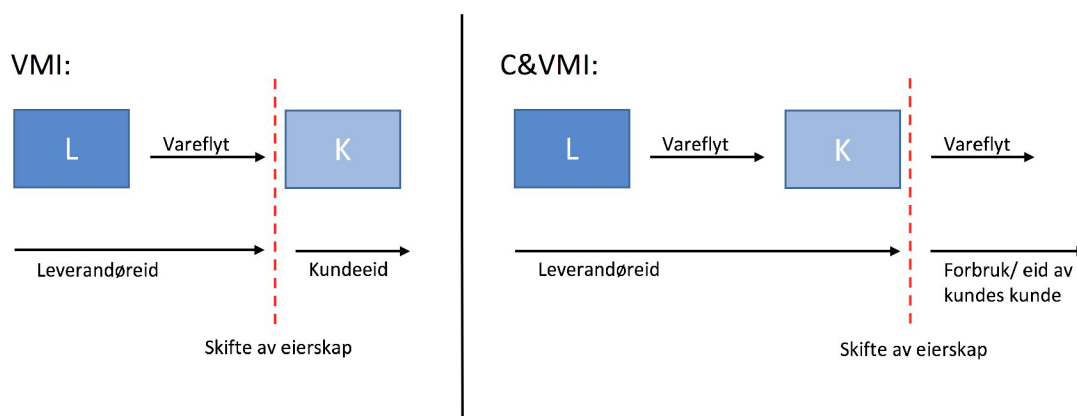 VMI:
L
Vareflyt
K
Leverandøreid
Kundeeid
Skifte av eierskap
C&VMI:
L
Vareflyt
K
Vareflyt
Leverandøreid
Forbruk/ eid av
kundes kunde
Skifte av eierskap